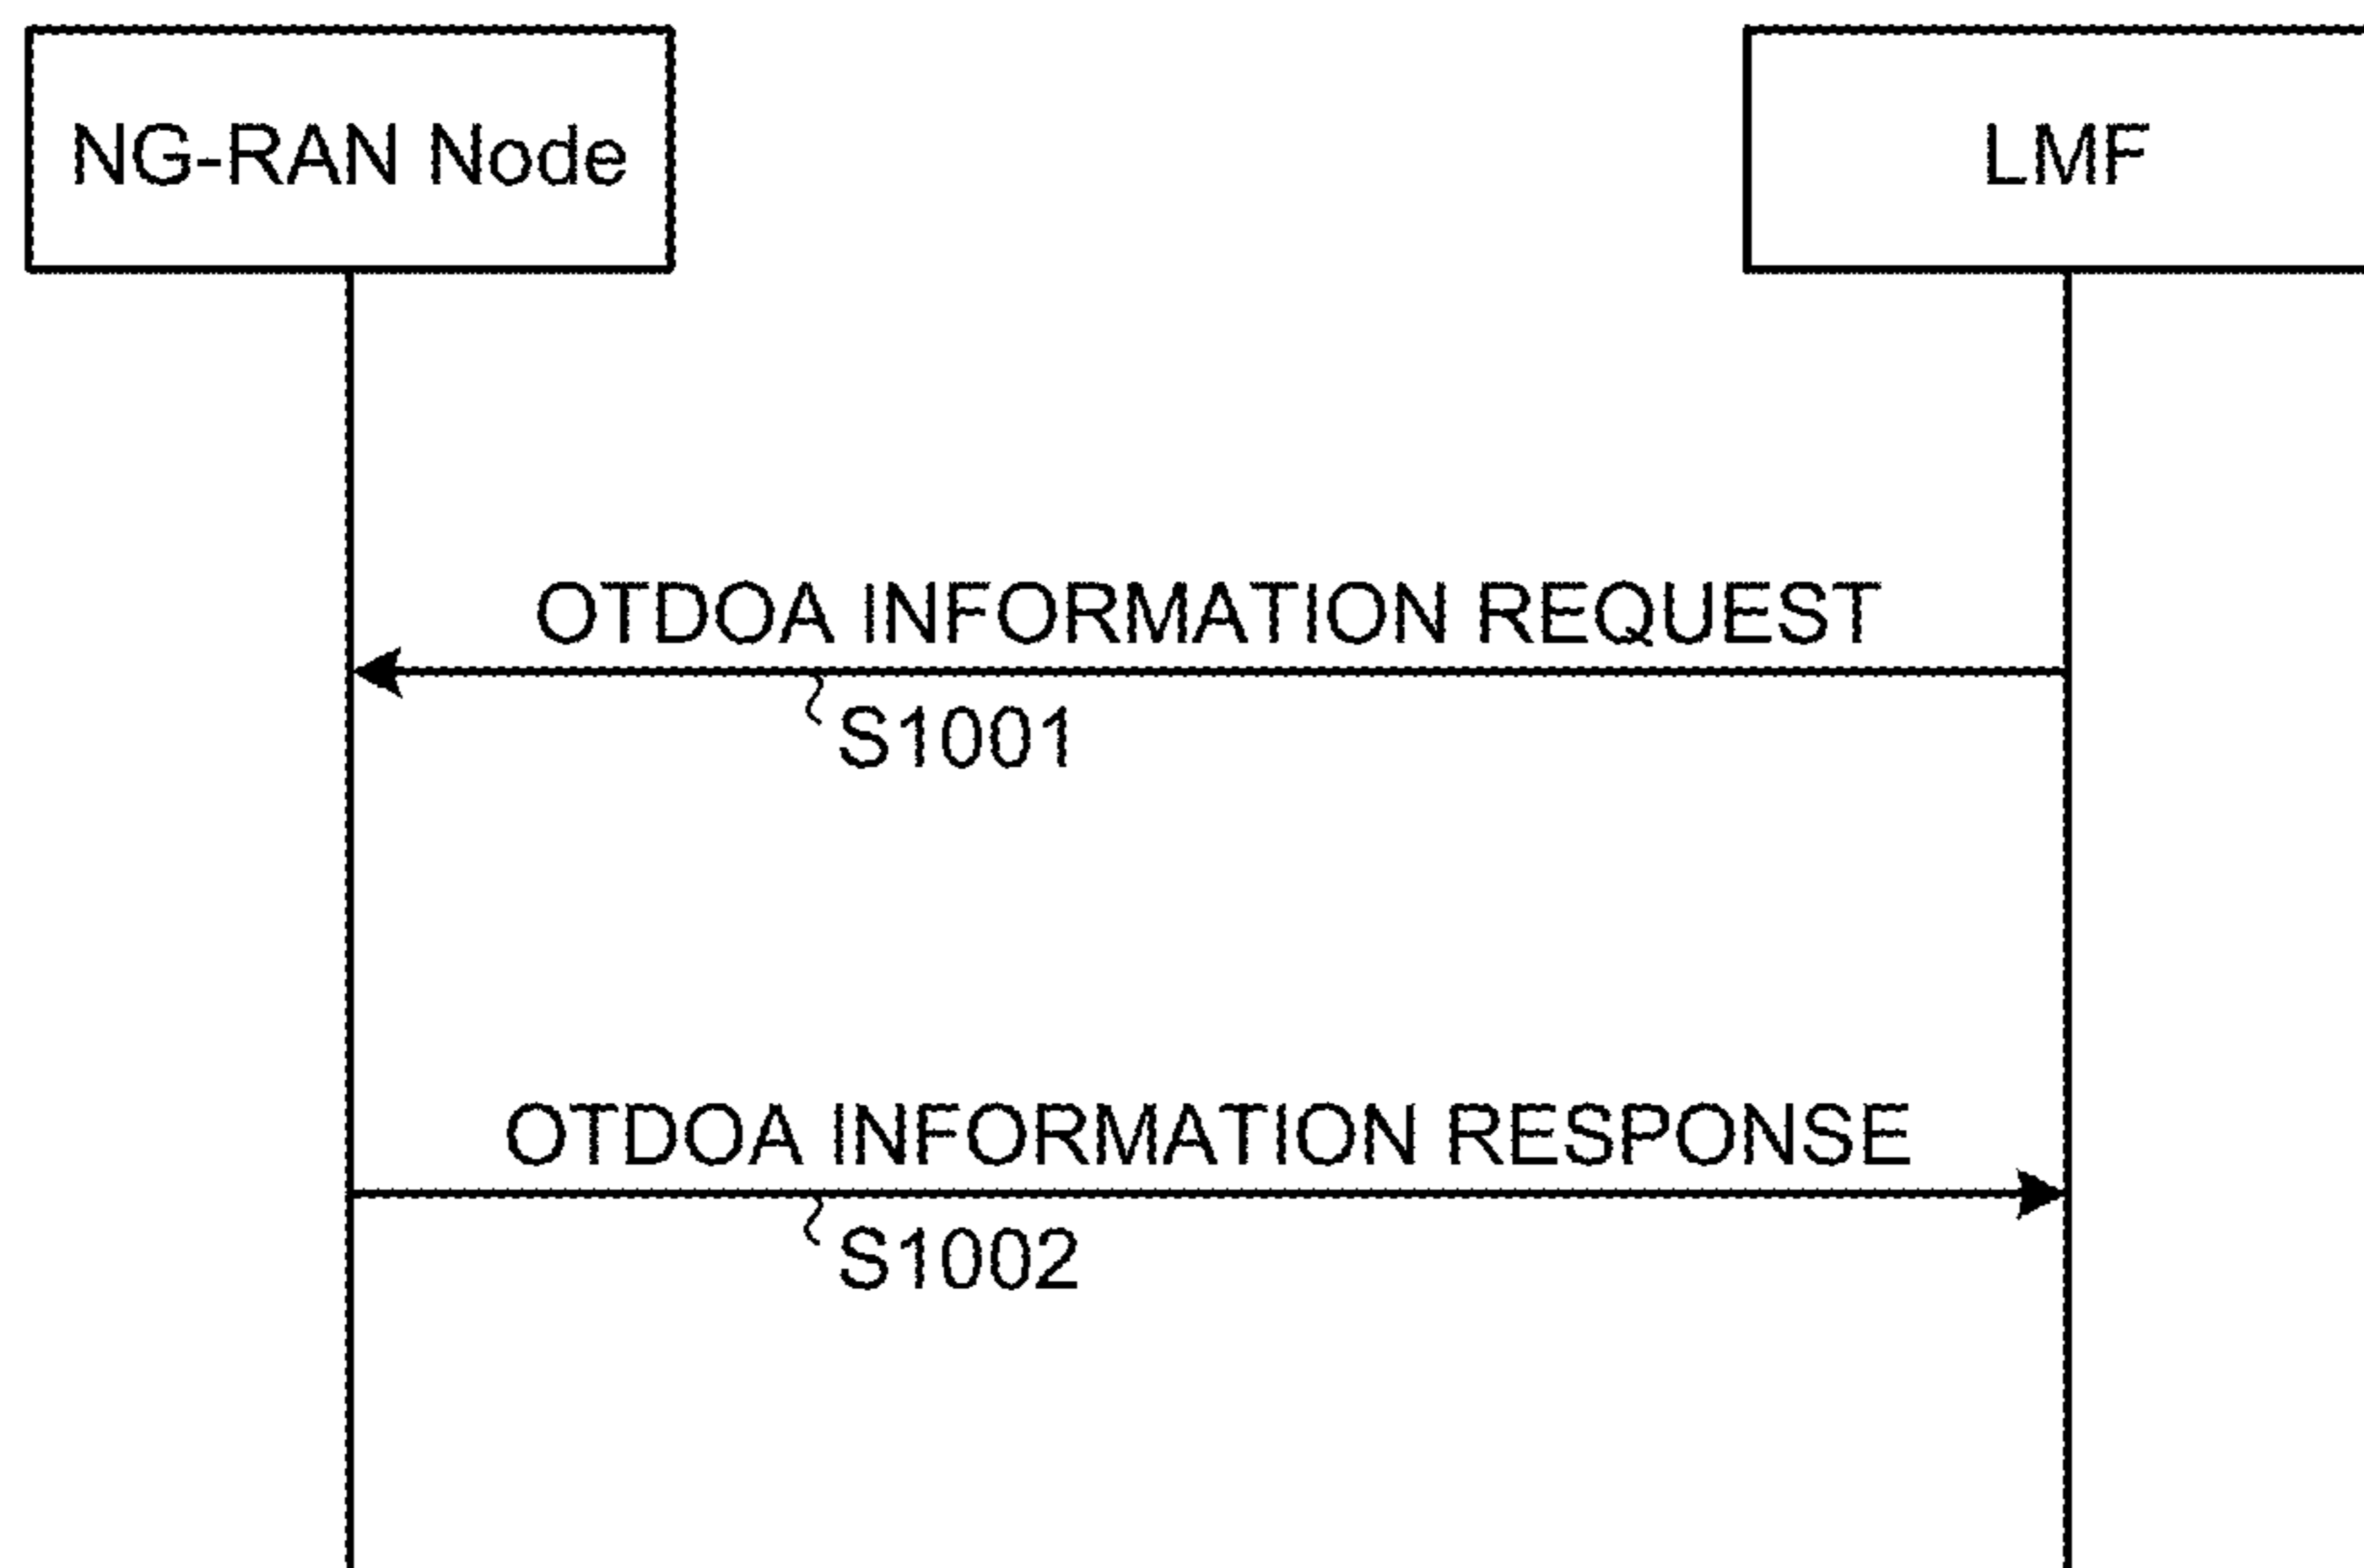 NG-RAN Node
LMF
OTDOA INFORMATION REQUEST
S1001
OTDOA INFORMATION RESPONSE
S1002